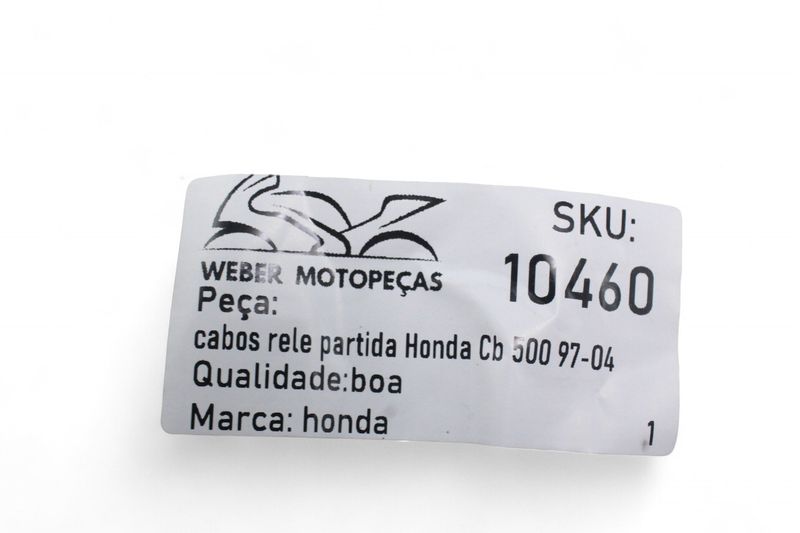 WEBER MOTOPEÇAS
SKU:
10460
Peça:
cabos rele partida Honda Cb 500 97-04
Qualidade:boa
Marca: honda
1